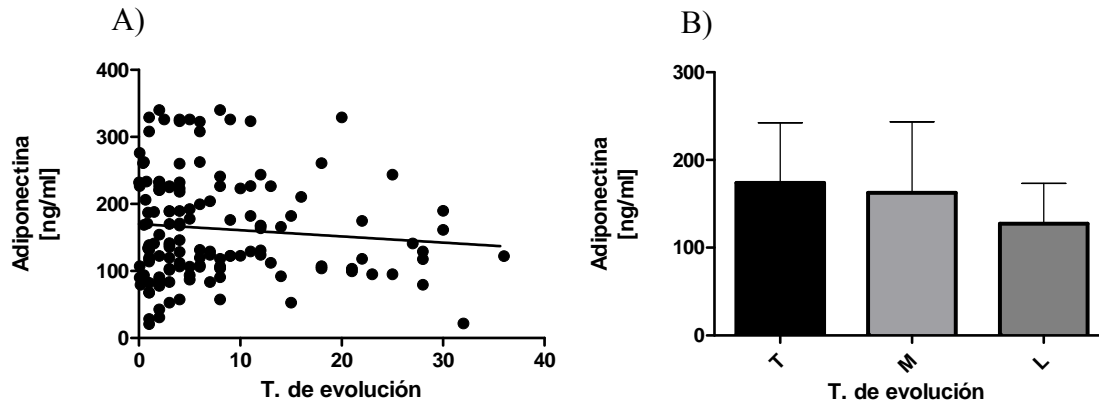 A)
B)
Adiponectina
[ng/ml]
400
300
200
100
0
0
10
20
30
40
T. de evolución
Adiponectina
[ng/ml]
300
200
100
0
T
M
L
T. de evolución